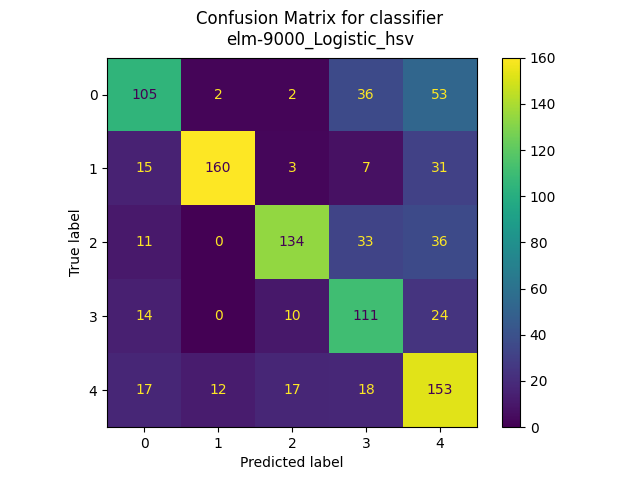 Confusion Matrix for classifier
elm-9000_Logistic_hsv
True label
0 105 2 2 36 53
1 15 160 3 7 31
2 11 0 134 33 36
3 14 0 10 111 24
4 17 12 17 18 153
0 1 2 3 4
Predicted label
160
140
120
100
80
60
40
20
0